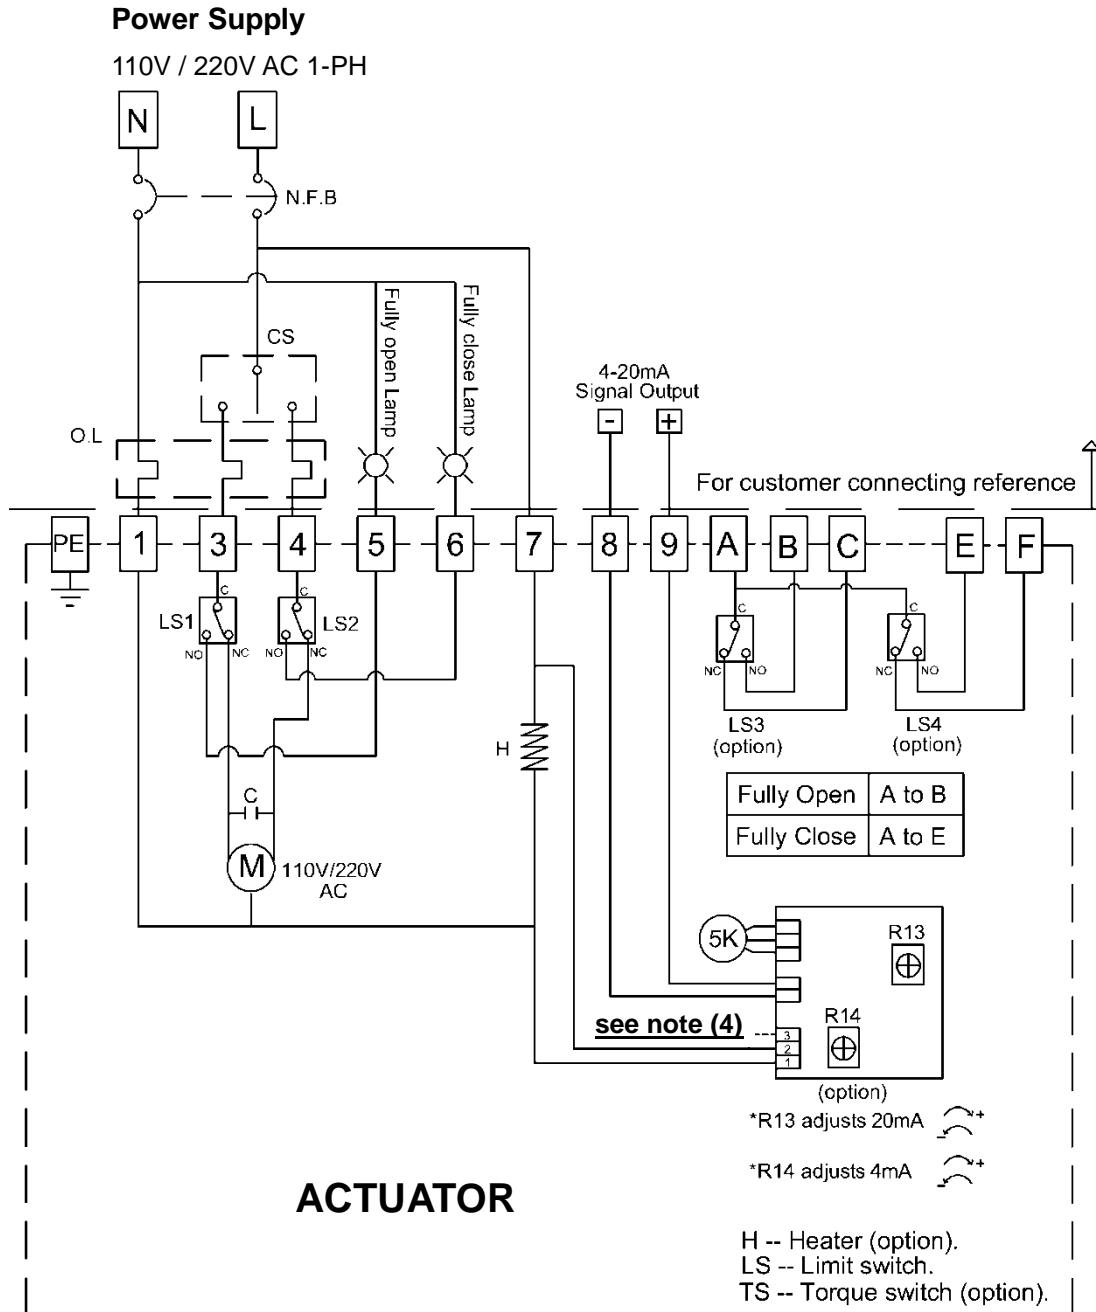 Power Supply
110V / 220V AC 1-PH
N
L
N.F.B
Fully open Lamp
Fully close Lamp
CS
4-20mA
Signal Output
-
+
O.L
For customer connecting reference
PE
1
3
4
5
6
7
8
9
A
B
C
E
F
LS1
C
NO
NC
C
LS2
NO
NC
C
NC
NO
C
NC
NO
LS3
(option)
LS4
(option)
H
Fully Open A to B
Fully Close A to E
C
M
110V/220V
AC
5K
R13
see note (4)
R14
3
2
1
(option)
*R13 adjusts 20mA - +
*R14 adjusts 4mA - +
ACTUATOR
H -- Heater (option).
LS -- Limit switch.
TS -- Torque switch (option).